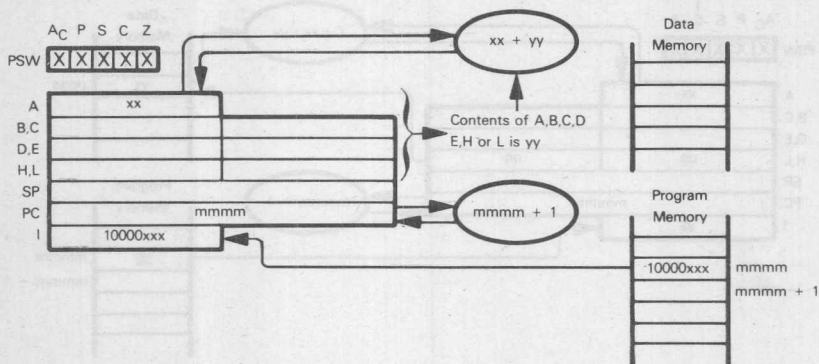 A_C P S C Z
PSW X X X X X
xx + yy
Data
Memory
A xx
B,C
D,E
H,L
SP
PC mmmm
I 10000xxx
Contents of A,B,C,D
E,H or L is yy
mmmm + 1
Program
Memory
10000xxx mmmm
mmmm + 1